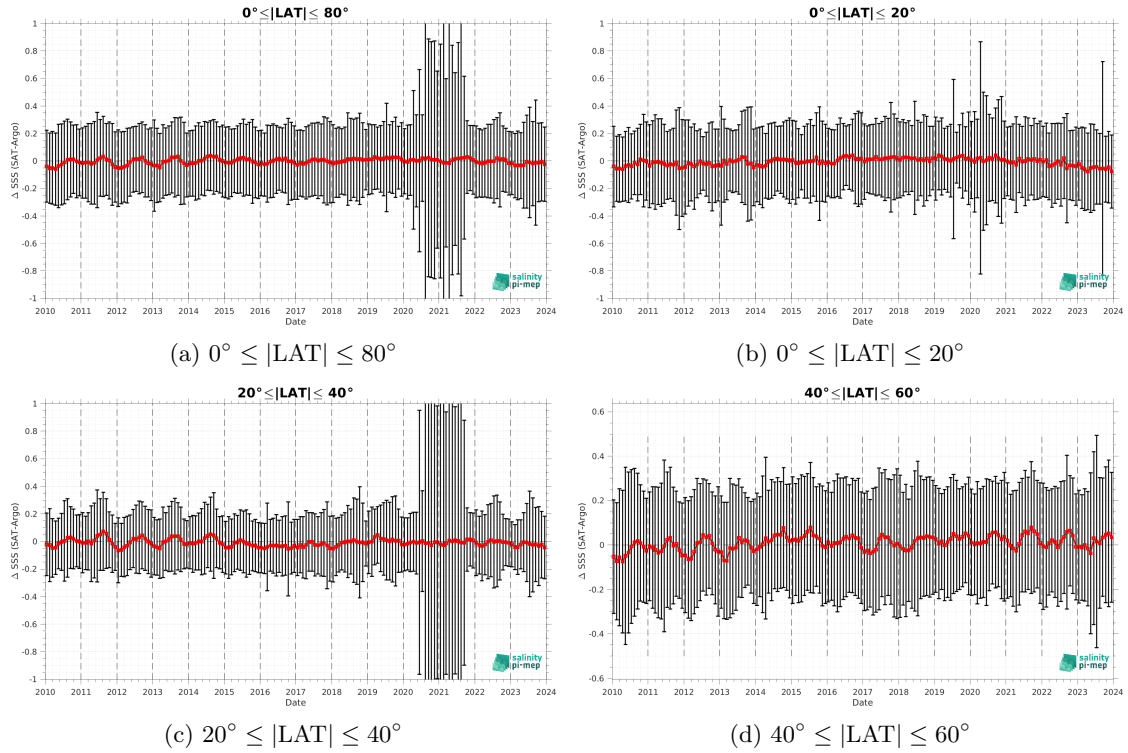 0°≤|LAT|≤ 80°
Δ SSS (SAT-Argo)
1
0.8
0.6
0.4
0.2
0
-0.2
-0.4
-0.6
-0.8
-1
salinity
pi-mep
2010 2011 2012 2013 2014 2015 2016 2017 2018 2019 2020 2021 2022 2023 2024
Date
(a) 0° ≤ |LAT| ≤ 80°
0°≤|LAT|≤ 20°
Δ SSS (SAT-Argo)
1
0.8
0.6
0.4
0.2
0
-0.2
-0.4
-0.6
-0.8
-1
salinity
pi-mep
2010 2011 2012 2013 2014 2015 2016 2017 2018 2019 2020 2021 2022 2023 2024
Date
(b) 0° ≤ |LAT| ≤ 20°
20°≤|LAT|≤ 40°
Δ SSS (SAT-Argo)
1
0.8
0.6
0.4
0.2
0
-0.2
-0.4
-0.6
-0.8
-1
salinity
pi-mep
2010 2011 2012 2013 2014 2015 2016 2017 2018 2019 2020 2021 2022 2023 2024
Date
(c) 20° ≤ |LAT| ≤ 40°
40°≤|LAT|≤ 60°
Δ SSS (SAT-Argo)
0.6
0.4
0.2
0
-0.2
-0.4
-0.6
salinity
pi-mep
2010 2011 2012 2013 2014 2015 2016 2017 2018 2019 2020 2021 2022 2023 2024
Date
(d) 40° ≤ |LAT| ≤ 60°